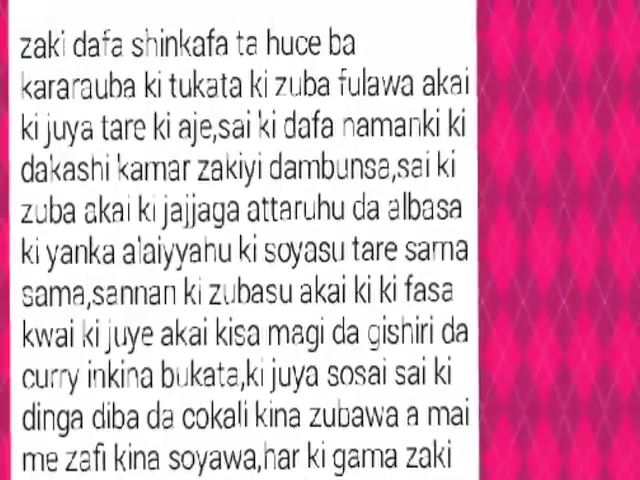 zaki dafa shinkafa ta huce ba
kararauba ki tukata ki zuba fulawa akai
ki juya tare ki aje,sai ki dafa namanki ki
dakashi kamar zakiyi dambunsa,sai ki
zuba akai ki jajjaga attaruhu da albasa
ki yanka alaiyyahu ki soyasu tare sama
sama,sannan ki zubasu akai ki ki fasa
kwai ki juye akai kisa magi da gishiri da
curry inkina bukata,ki juya sosai sai ki
dinga diba da cokali kina zubawa a mai
me zafi kina soyawa,har ki gama zaki